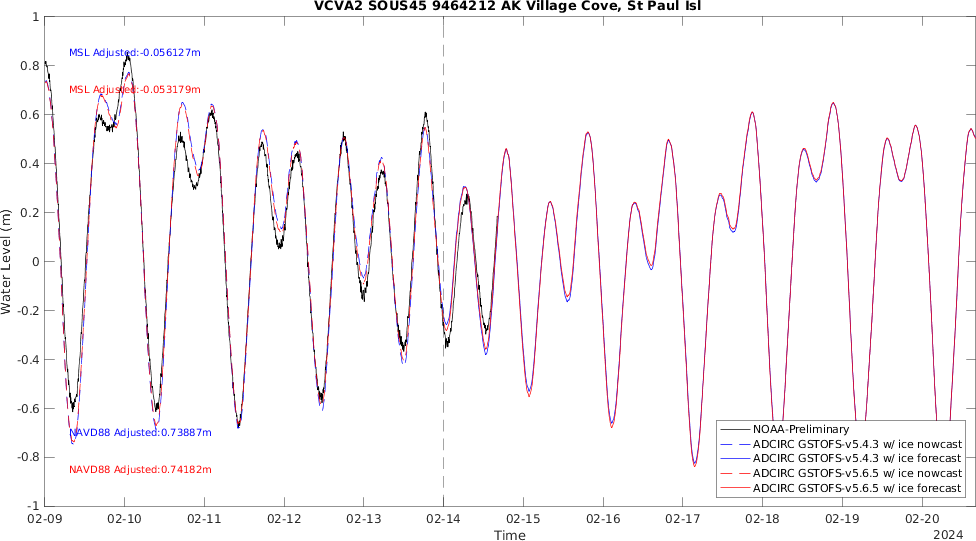 VCVA2 SOUS45 9464212 AK Village Cove, St Paul Isl
1
0.8
0.6
0.4
0.2
0
-0.2
-0.4
-0.6
-0.8
-1
Water Level (m)
MSL Adjusted:-0.056127m
MSL Adjusted:-0.053179m
NAVD88 Adjusted:0.73887m
NAVD88 Adjusted:0.74182m
NOAA-Preliminary
ADCIRC GSTOFS-v5.4.3 w/ ice nowcast
ADCIRC GSTOFS-v5.4.3 w/ ice forecast
ADCIRC GSTOFS-v5.6.5 w/ ice nowcast
ADCIRC GSTOFS-v5.6.5 w/ ice forecast
02-09 02-10 02-11 02-12 02-13 02-14 02-15 02-16 02-17 02-18 02-19 02-20
Time
2024